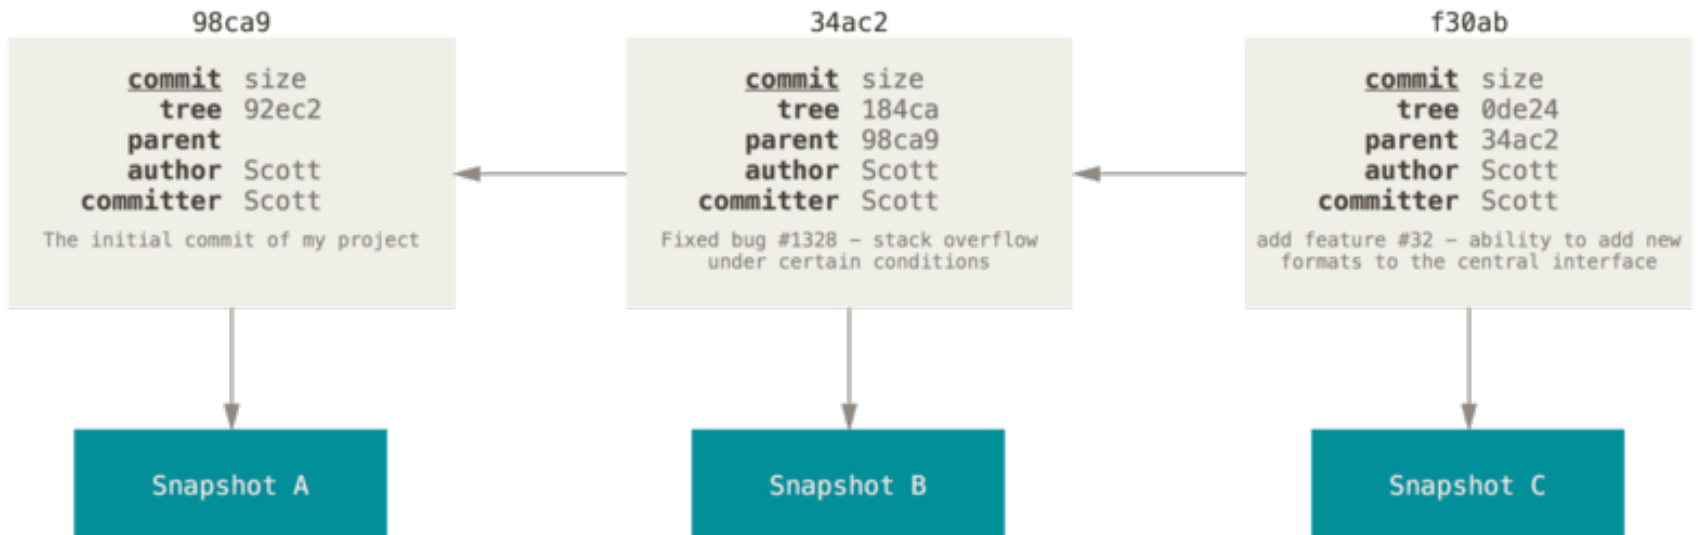 98ca9
commit size
tree 92ec2
parent
author Scott
committer Scott
The initial commit of my project
Snapshot A
34ac2
commit size
tree 184ca
parent 98ca9
author Scott
committer Scott
Fixed bug #1328 – stack overflow
under certain conditions
Snapshot B
f30ab
commit size
tree 0de24
parent 34ac2
author Scott
committer Scott
add feature #32 – ability to add new
formats to the central interface
Snapshot C